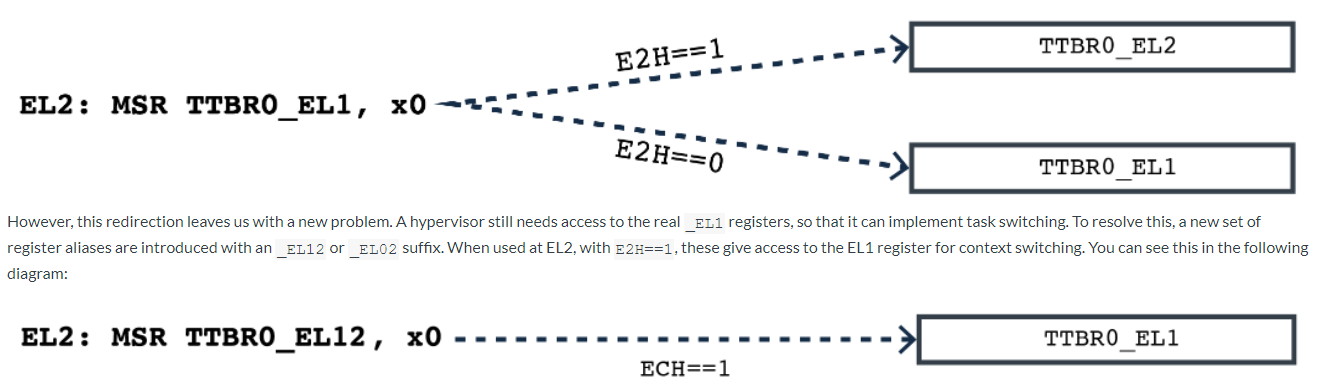 E2H==1
TTBR0_EL2
EL2: MSR TTBR0_EL1, x0
E2H==0
TTBR0_EL1
However, this redirection leaves us with a new problem. A hypervisor still needs access to the real _EL1 registers, so that it can implement task switching. To resolve this, a new set of
register aliases are introduced with an _EL12 or _EL02 suffix. When used at EL2, with E2H==1, these give access to the EL1 register for context switching. You can see this in the following
diagram:
EL2: MSR TTBR0_EL12, x0
TTBR0_EL1
ECH==1